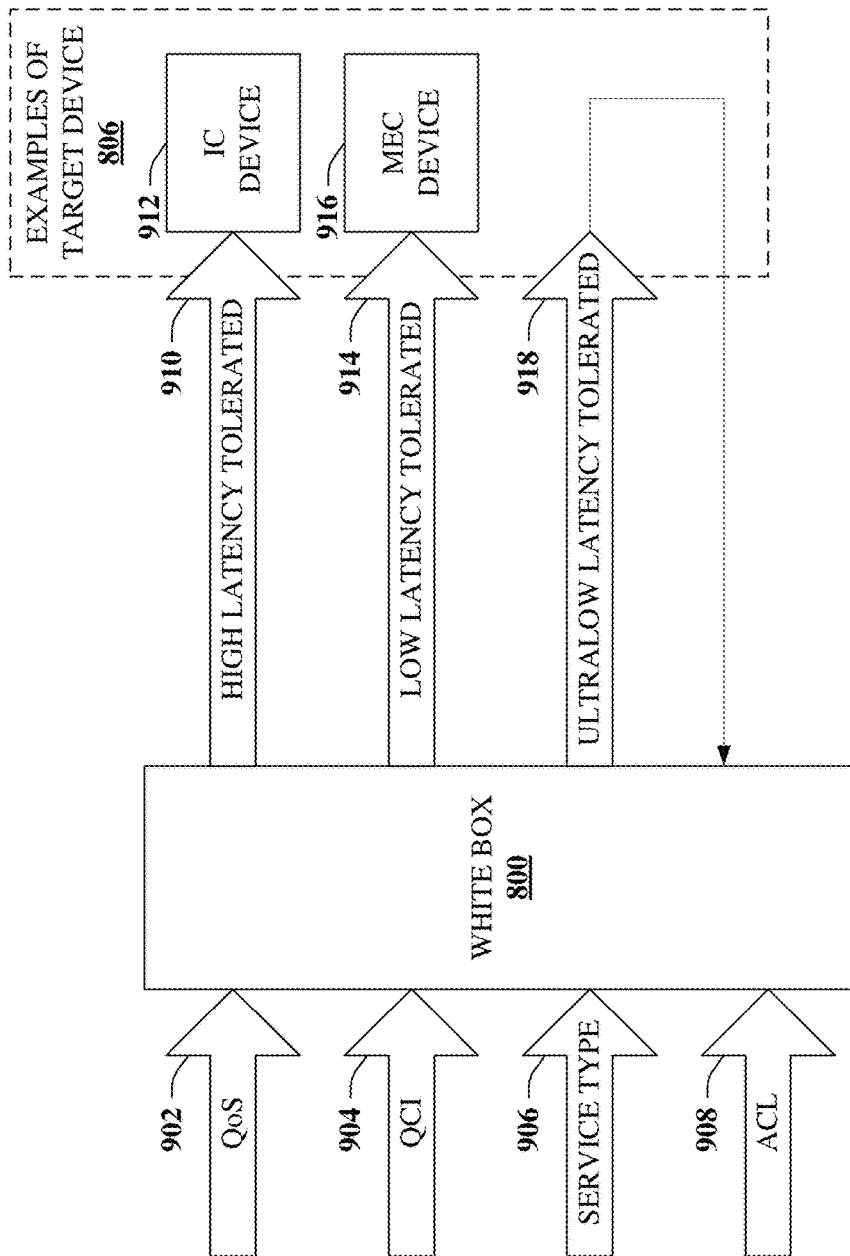 EXAMPLES OF
TARGET DEVICE
806
912
IC
DEVICE
916
MEC
DEVICE
910
HIGH LATENCY TOLERATED
914
LOW LATENCY TOLERATED
918
ULTRALOW LATENCY TOLERATED
WHITE BOX
800
902
QoS
904
QCI
906
SERVICE TYPE
908
ACL